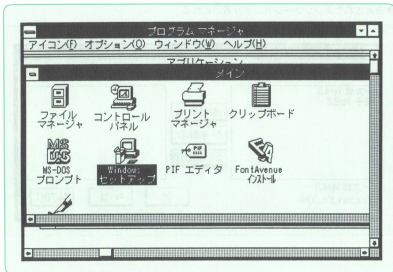 プログラム マネージャ
アイコン(F) オプション(O) ウィンドウ(W) ヘルプ(H)
アプリケーション
メイン
ファイル
マネージャ
コントロール
パネル
プリント
マネージャ
クリップボード
MS-DOS
プロンプト
Windows
セットアップ
PIF エディタ
FontAvenue
インストール